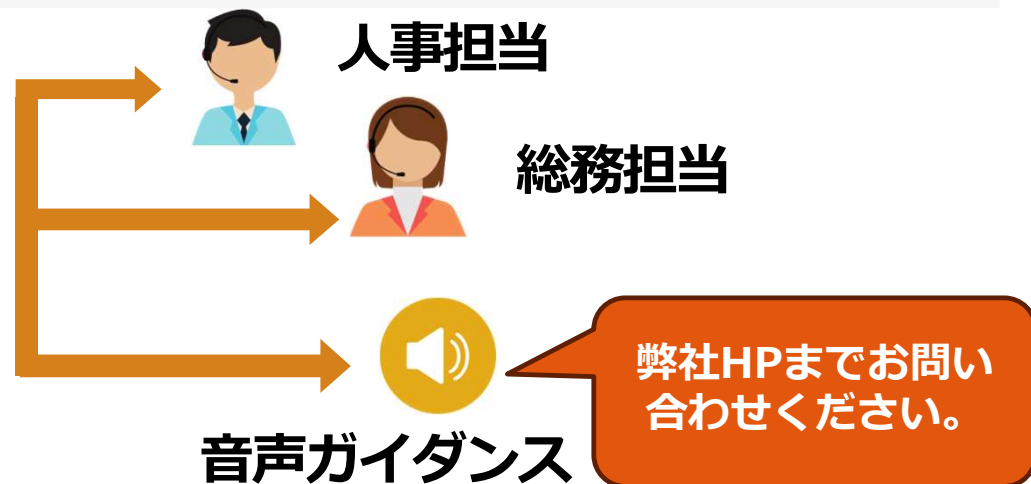 人事担当
総務担当
弊社HPまでお問い
合わせください。
音声ガイダンス